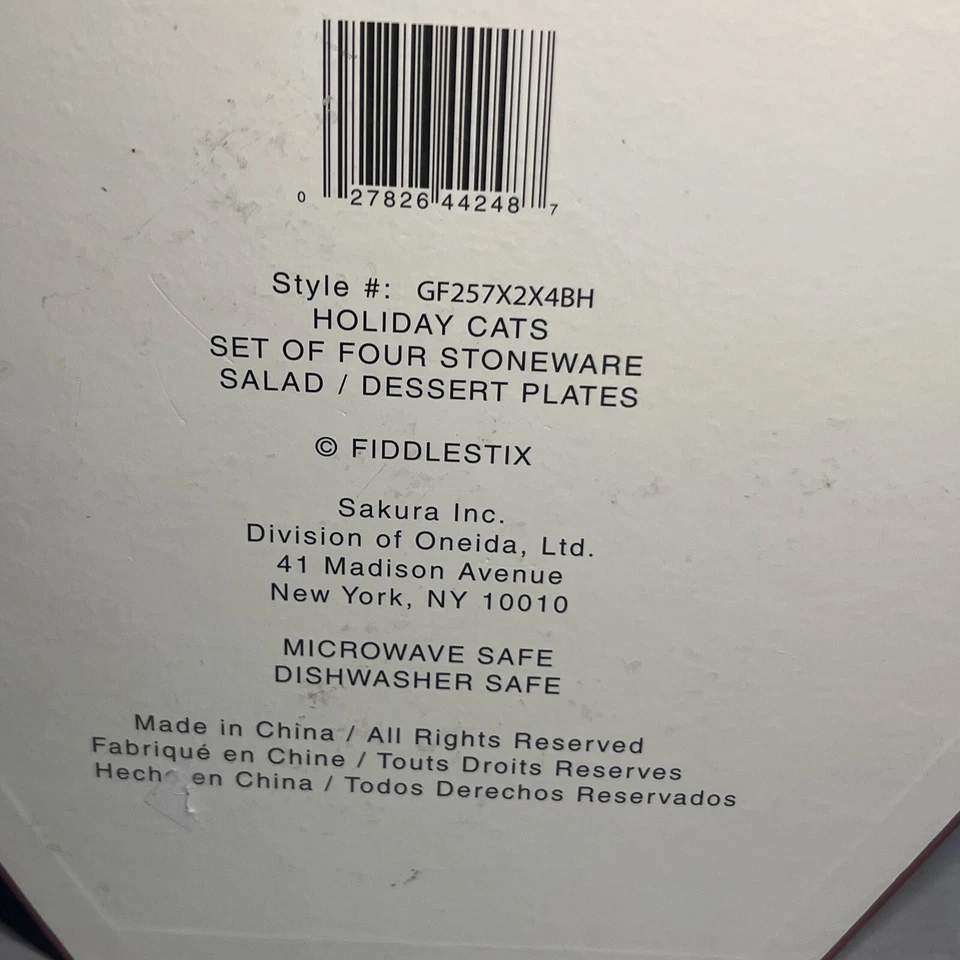 0 27826 44248 7
Style #: GF257X2X4BH
HOLIDAY CATS
SET OF FOUR STONEWARE
SALAD / DESSERT PLATES
© FIDDLESTIX
Sakura Inc.
Division of Oneida, Ltd.
41 Madison Avenue
New York, NY 10010
MICROWAVE SAFE
DISHWASHER SAFE
Made in China / All Rights Reserved
Fabriqué en Chine / Touts Droits Reserves
Hecho en China / Todos Derechos Reservados